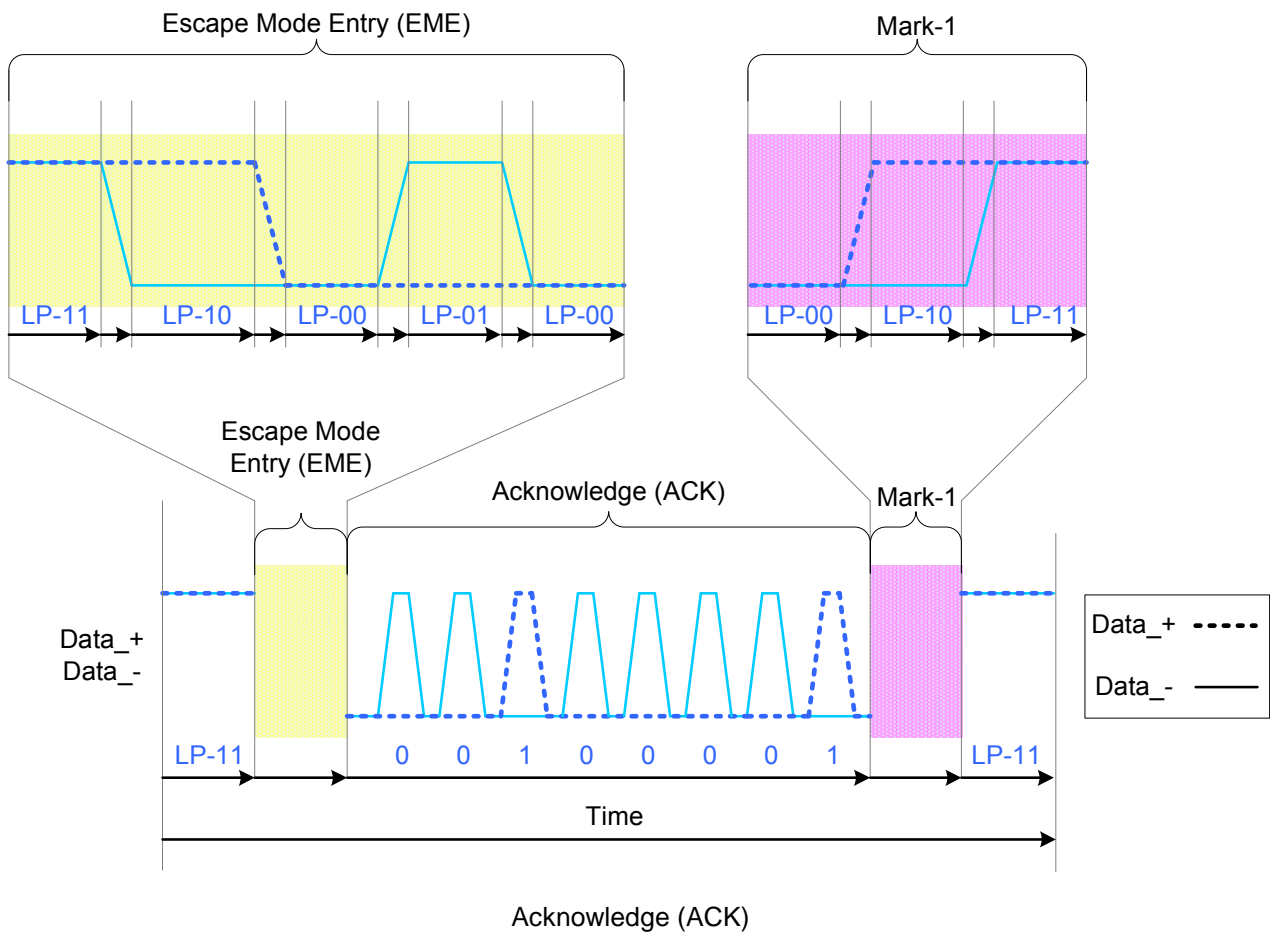 Escape Mode Entry (EME)
Mark-1
LP-11 LP-10 LP-00 LP-01 LP-00
LP-00 LP-10 LP-11
Escape Mode
Entry (EME)
Acknowledge (ACK)
Mark-1
Data_+
Data_-
Data_+
Data_-
LP-11 0 0 1 0 0 0 0 1 LP-11
Time
Acknowledge (ACK)